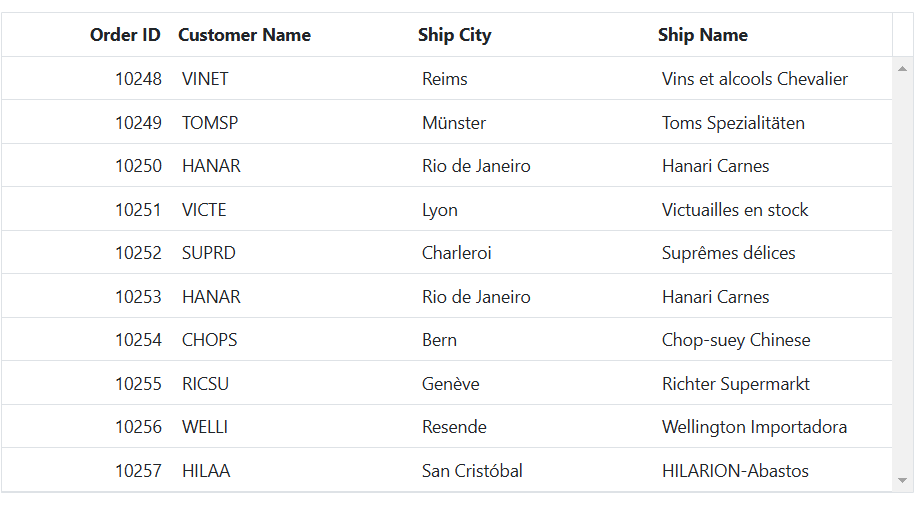 Order ID Customer Name Ship City Ship Name
10248 VINET Reims Vins et alcools Chevalier
10249 TOMSP Münster Toms Spezialitäten
10250 HANAR Rio de Janeiro Hanari Carnes
10251 VICTE Lyon Victuailles en stock
10252 SUPRD Charleroi Suprêmes délices
10253 HANAR Rio de Janeiro Hanari Carnes
10254 CHOPS Bern Chop-suey Chinese
10255 RICSU Genève Richter Supermarkt
10256 WELLI Resende Wellington Importadora
10257 HILAA San Cristóbal HILARION-Abastos